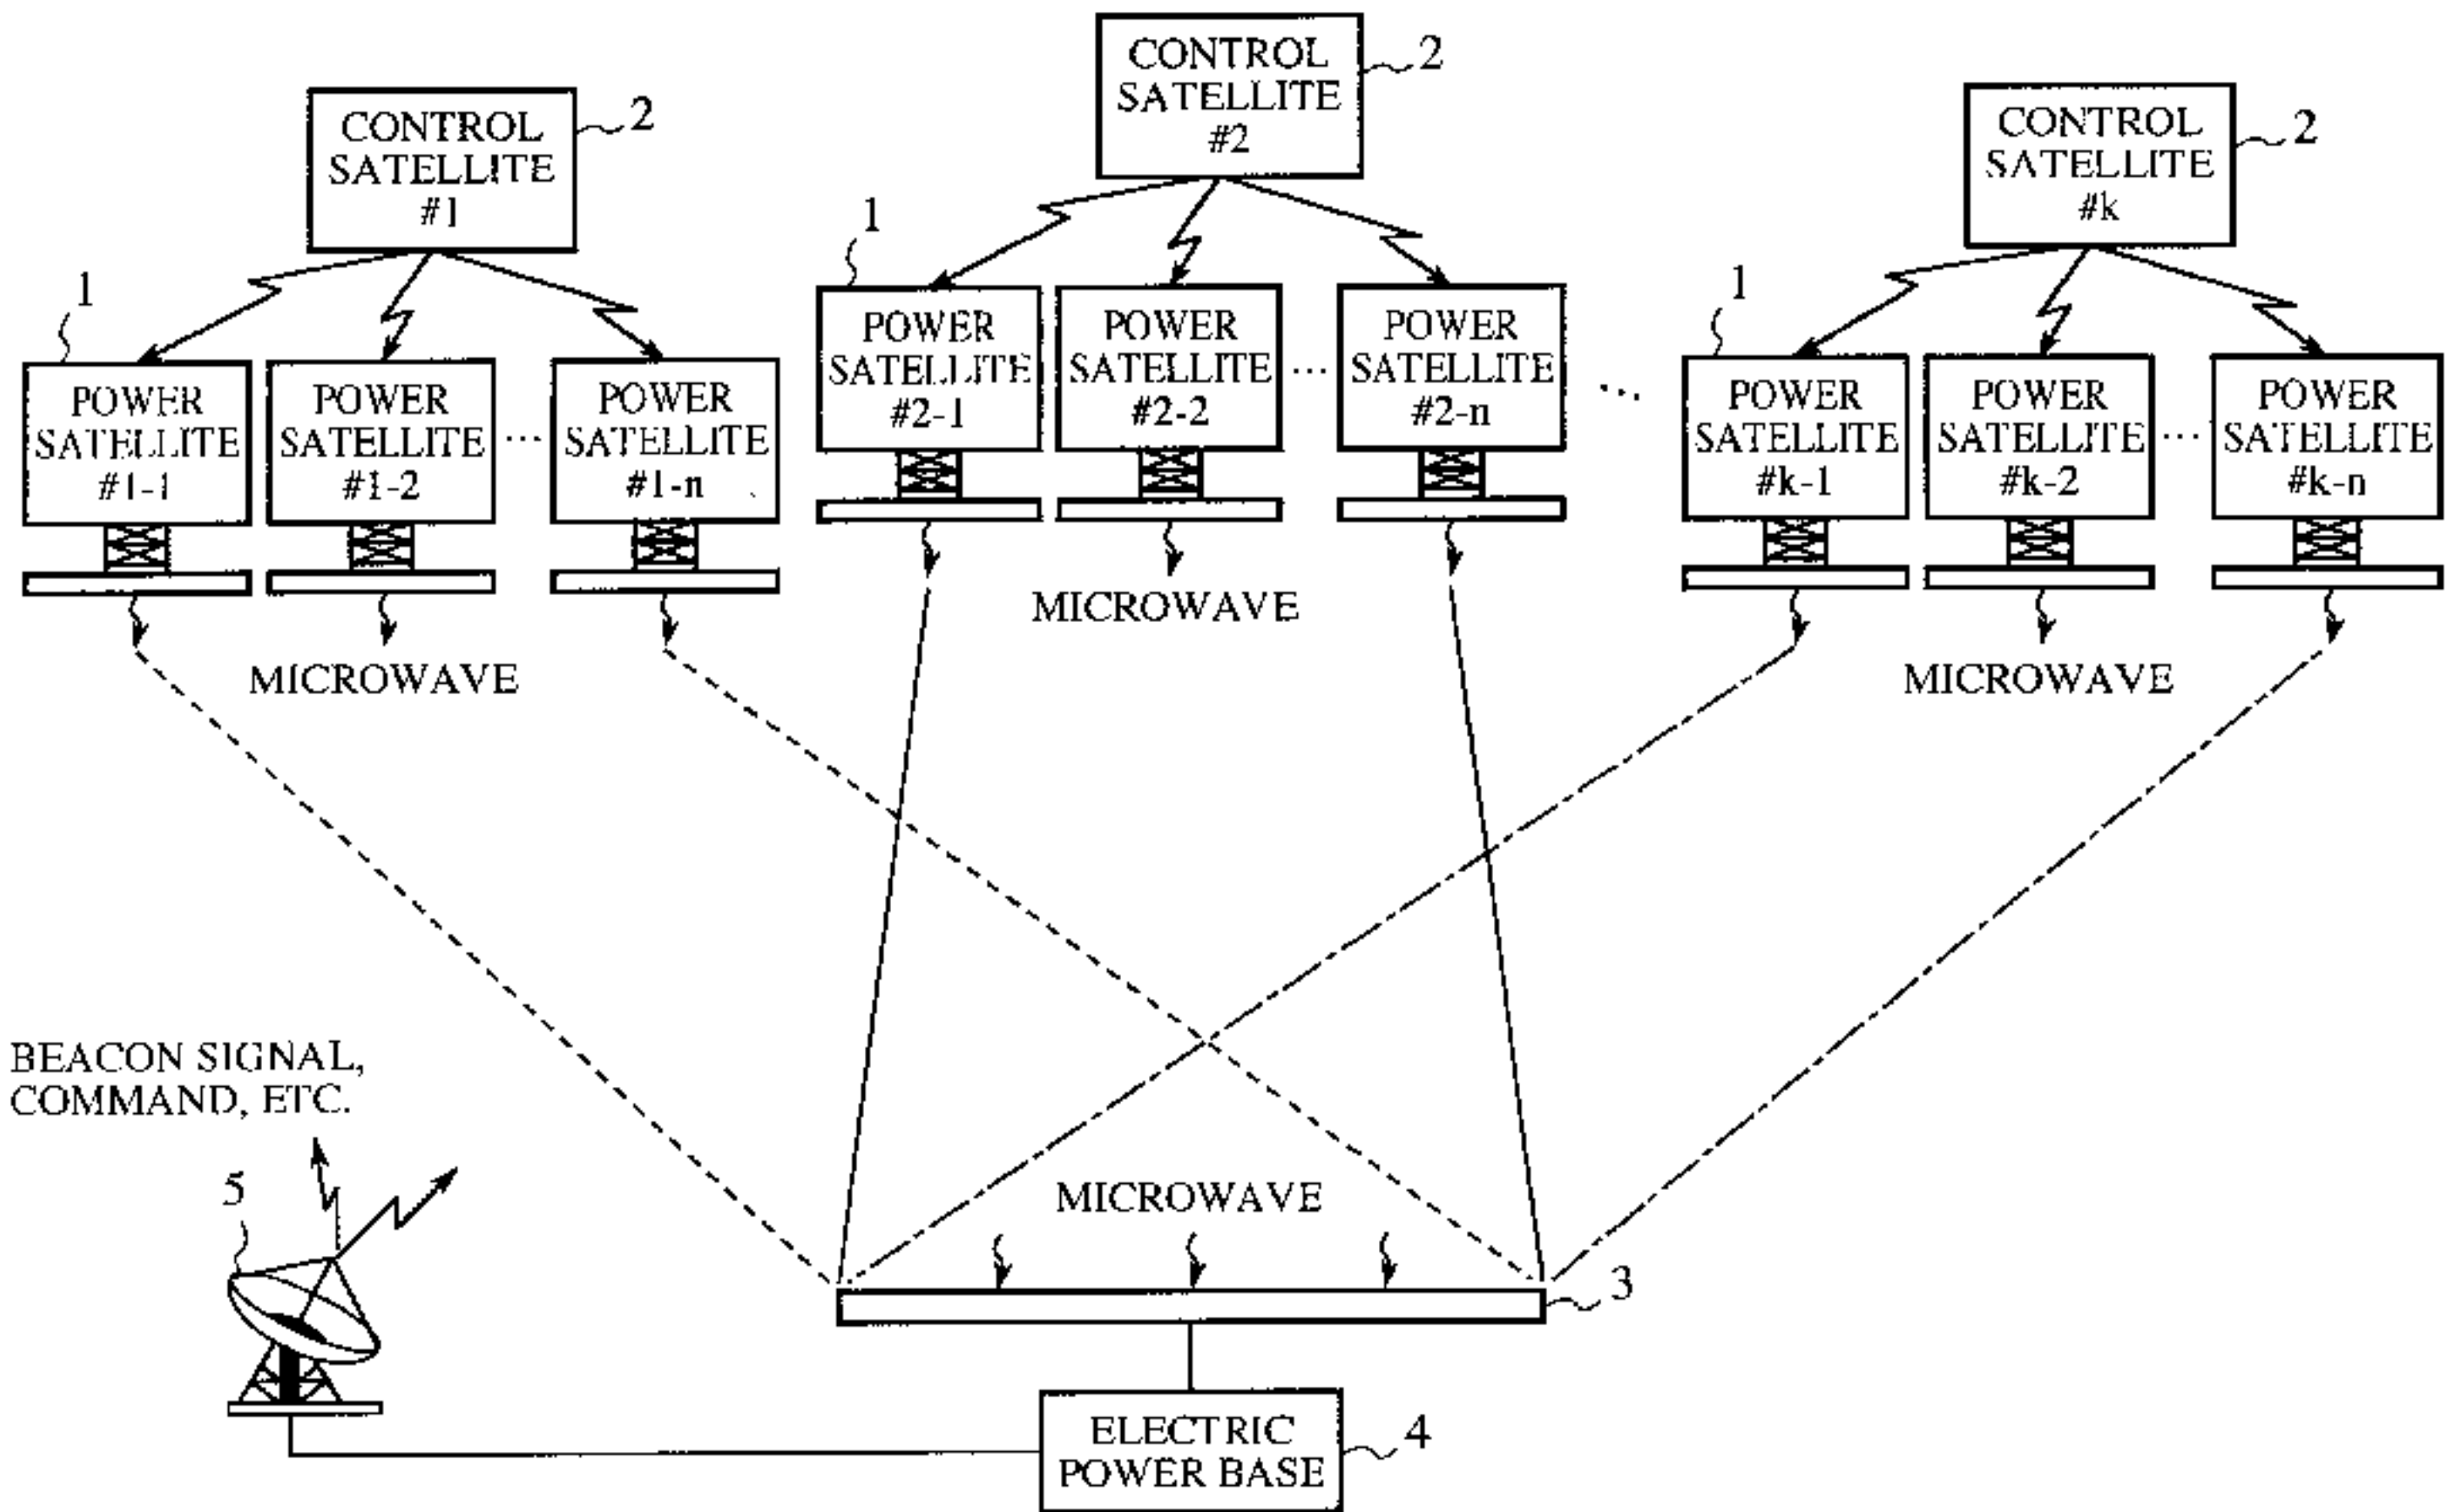 CONTROL
SATELLITE
#1
2
CONTROL
SATELLITE
#2
2
CONTROL
SATELLITE
#k
2
1
POWER
SATELLITE
#1-1
POWER
SATELLITE
#1-2
...
POWER
SATELLITE
#1-n
1
POWER
SATELLITE
#2-1
POWER
SATELLITE
#2-2
...
POWER
SATELLITE
#2-n
...
1
POWER
SATELLITE
#k-1
POWER
SATELLITE
#k-2
...
POWER
SATELLITE
#k-n
MICROWAVE
MICROWAVE
MICROWAVE
BEACON SIGNAL,
COMMAND, ETC.
5
MICROWAVE
3
ELECTRIC
POWER BASE
4